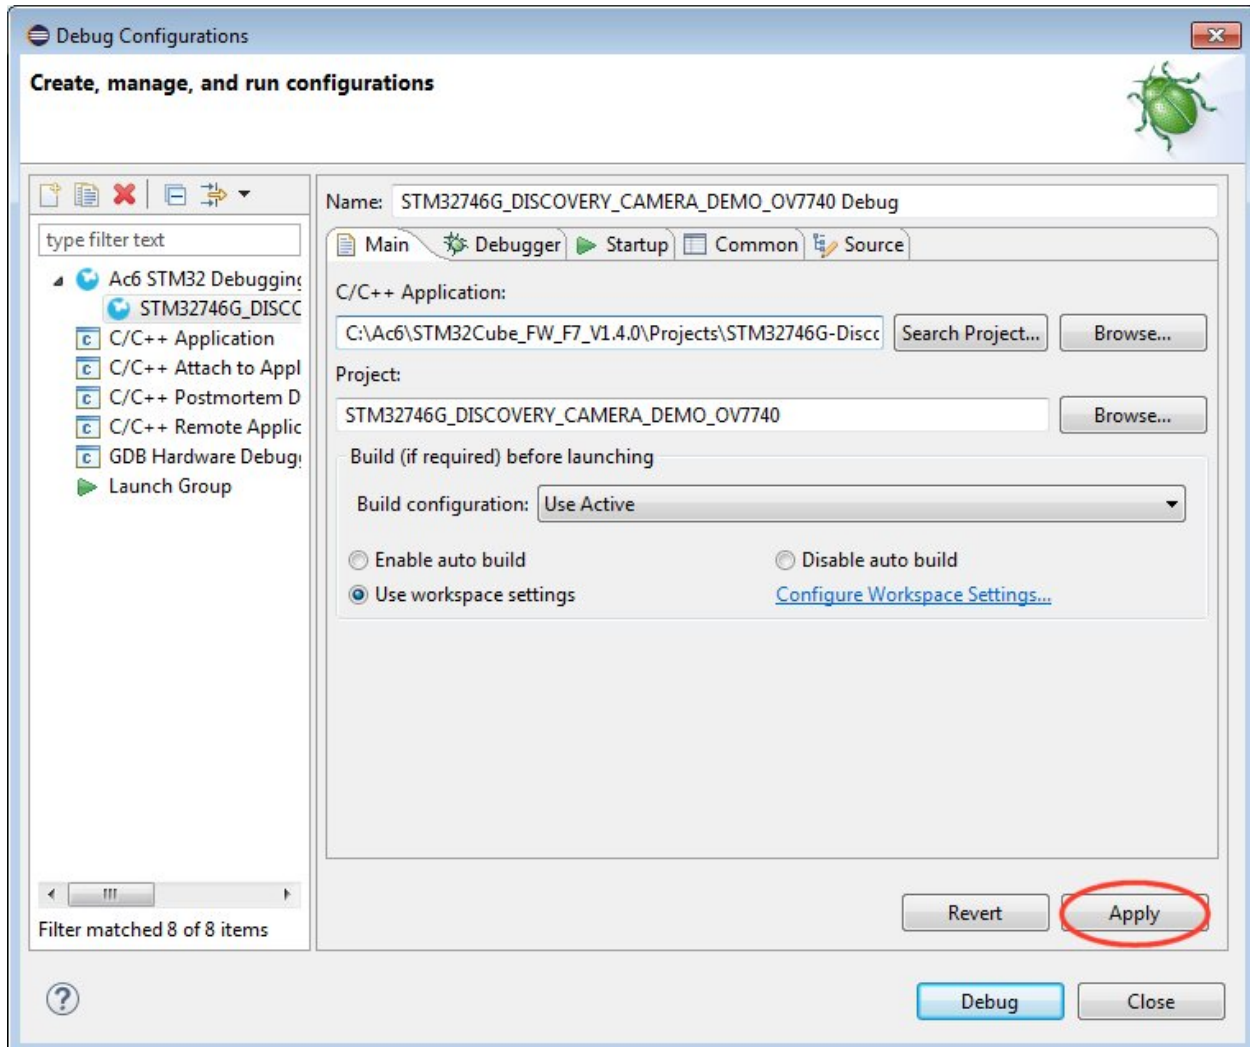 Debug Configurations
Create, manage, and run configurations
type filter text
Ac6 STM32 Debugging
STM32746G_DISCC
C/C++ Application
C/C++ Attach to Appl
C/C++ Postmortem D
C/C++ Remote Applic
GDB Hardware Debug
Launch Group
Filter matched 8 of 8 items
Name: STM32746G_DISCOVERY_CAMERA_DEMO_OV7740 Debug
Main Debugger Startup Common Source
C/C++ Application:
C:\Ac6\STM32Cube_FW_F7_V1.4.0\Projects\STM32746G-Discc Search Project... Browse...
Project:
STM32746G_DISCOVERY_CAMERA_DEMO_OV7740 Browse...
Build (if required) before launching
Build configuration: Use Active
Enable auto build Disable auto build
Use workspace settings Configure Workspace Settings...
Revert Apply
? Debug Close